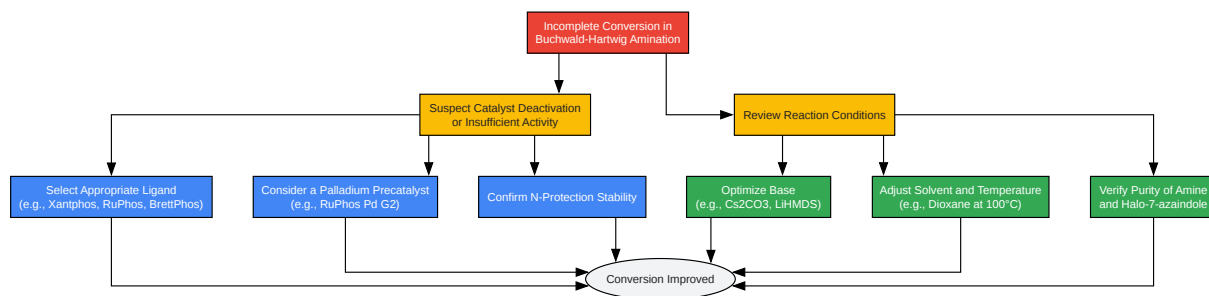 Incomplete Conversion in
Buchwald-Hartwig Amination
Suspect Catalyst Deactivation
or Insufficient Activity
Review Reaction Conditions
Select Appropriate Ligand
(e.g., Xantphos, RuPhos, BrettPhos)
Consider a Palladium Precatalyst
(e.g., RuPhos Pd G2)
Confirm N-Protection Stability
Optimize Base
(e.g., Cs2CO3, LiHMDS)
Adjust Solvent and Temperature
(e.g., Dioxane at 100°C)
Verify Purity of Amine
and Halo-7-azaindole
Conversion Improved